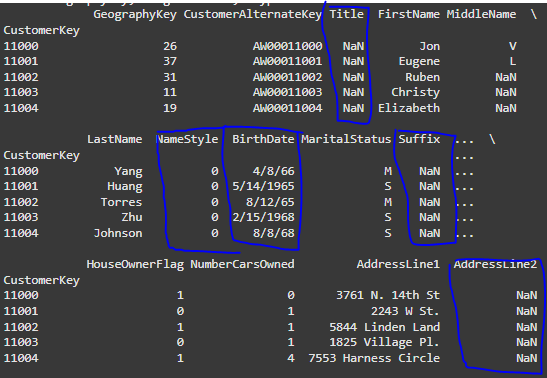 GeographyKey CustomerAlternateKey Title FirstName MiddleName \
CustomerKey
11000 26 AW00011000 NaN Jon V
11001 37 AW00011001 NaN Eugene L
11002 31 AW00011002 NaN Ruben NaN
11003 11 AW00011003 NaN Christy NaN
11004 19 AW00011004 NaN Elizabeth NaN
LastName NameStyle BirthDate MaritalStatus Suffix ... \
CustomerKey ...
11000 Yang 0 4/8/66 M NaN ...
11001 Huang 0 5/14/1965 S NaN ...
11002 Torres 0 8/12/65 M NaN ...
11003 Zhu 0 2/15/1968 S NaN ...
11004 Johnson 0 8/8/68 S NaN ...
HouseOwnerFlag NumberCarsOwned AddressLine1 AddressLine2
CustomerKey
11000 1 0 3761 N. 14th St NaN
11001 0 1 2243 W St. NaN
11002 1 1 5844 Linden Land NaN
11003 0 1 1825 Village Pl. NaN
11004 1 4 7553 Harness Circle NaN